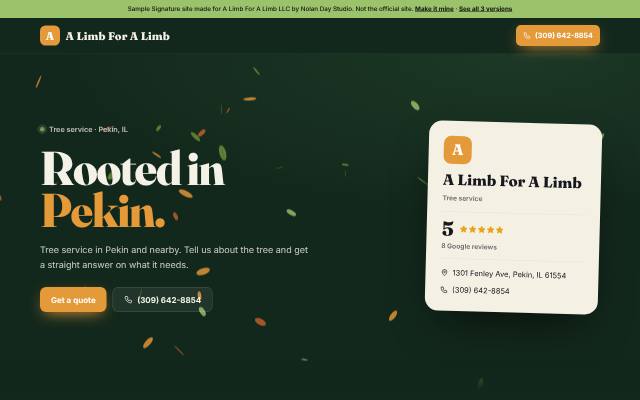 Sample Signature site made for A Limb For A Limb LLC by Nolan Day Studio. Not the official site. Make it mine · See all 3 versions
A A Limb For A Limb
(309) 642-8854
Tree service · Pekin, IL
Rooted in
Pekin.
Tree service in Pekin and nearby. Tell us about the tree and get
a straight answer on what it needs.
Get a quote
(309) 642-8854
A
A Limb For A Limb
Tree service
5 ★★★★★
8 Google reviews
1301 Fenley Ave, Pekin, IL 61554
(309) 642-8854